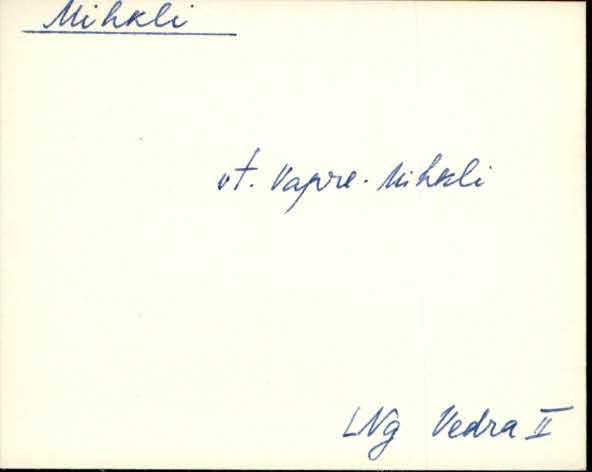 Mihkli
vt. Vapre-Mihkli
LNg Vedra II